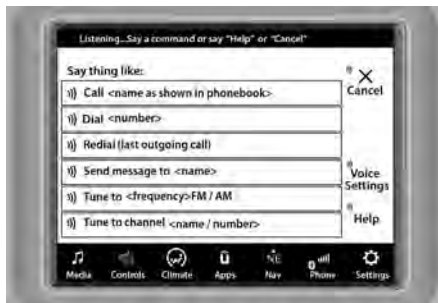 Listening...Say a command or say "Help" or "Cancel"
Say thing like:
Cancel
Call <name as shown in phonebook>
Dial <number>
Redial (last outgoing call)
Send message to <name>
Voice
Settings
Tune to <frequency>FM / AM
Tune to channel <name / number>
Help
NE
Media Controls Climate Apps Nav Phone Settings